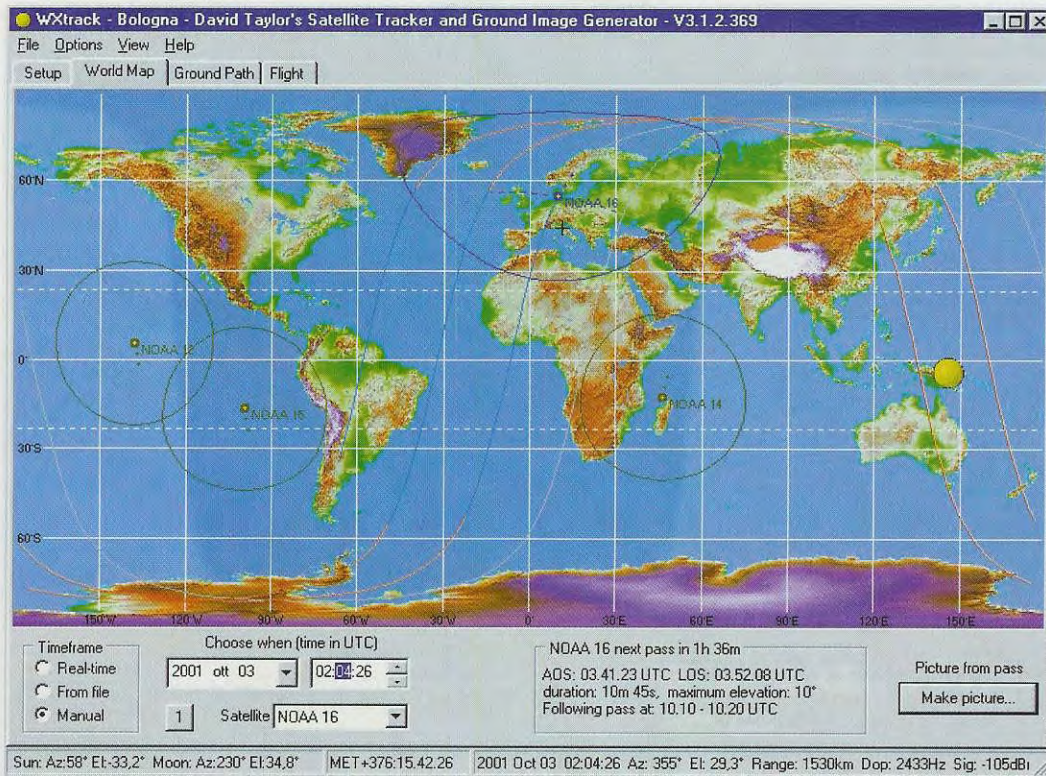 WXtrack - Bologna - David Taylor's Satellite Tracker and Ground Image Generator - V3.1.2.369
File Options View Help
Setup World Map Ground Path Flight
60°N
NOAA 16
30°N
NOAA 12
0°
NOAA 15
NOAA 14
30°S
60°S
150°W 120°W 90°W 60°W 30°W 0°E 30°E 60°E 90°E 120°E 150°E
Timeframe
Real-time
From file
Manual
Choose when (time in UTC)
2001 ott 03 02:04:26
1 Satellite NOAA 16
NOAA 16 next pass in 1h 36m
AOS: 03.41.23 UTC LOS: 03.52.08 UTC
duration: 10m 45s, maximum elevation: 10°
Following pass at: 10.10 - 10.20 UTC
Picture from pass
Make picture...
Sun: Az:58° El:-33,2° Moon: Az:230° El:34,8° MET+376:15.42.26 2001 Oct 03 02:04:26 Az: 355° El: 29,3° Range: 1530km Dop: 2433Hz Sig: -105dB